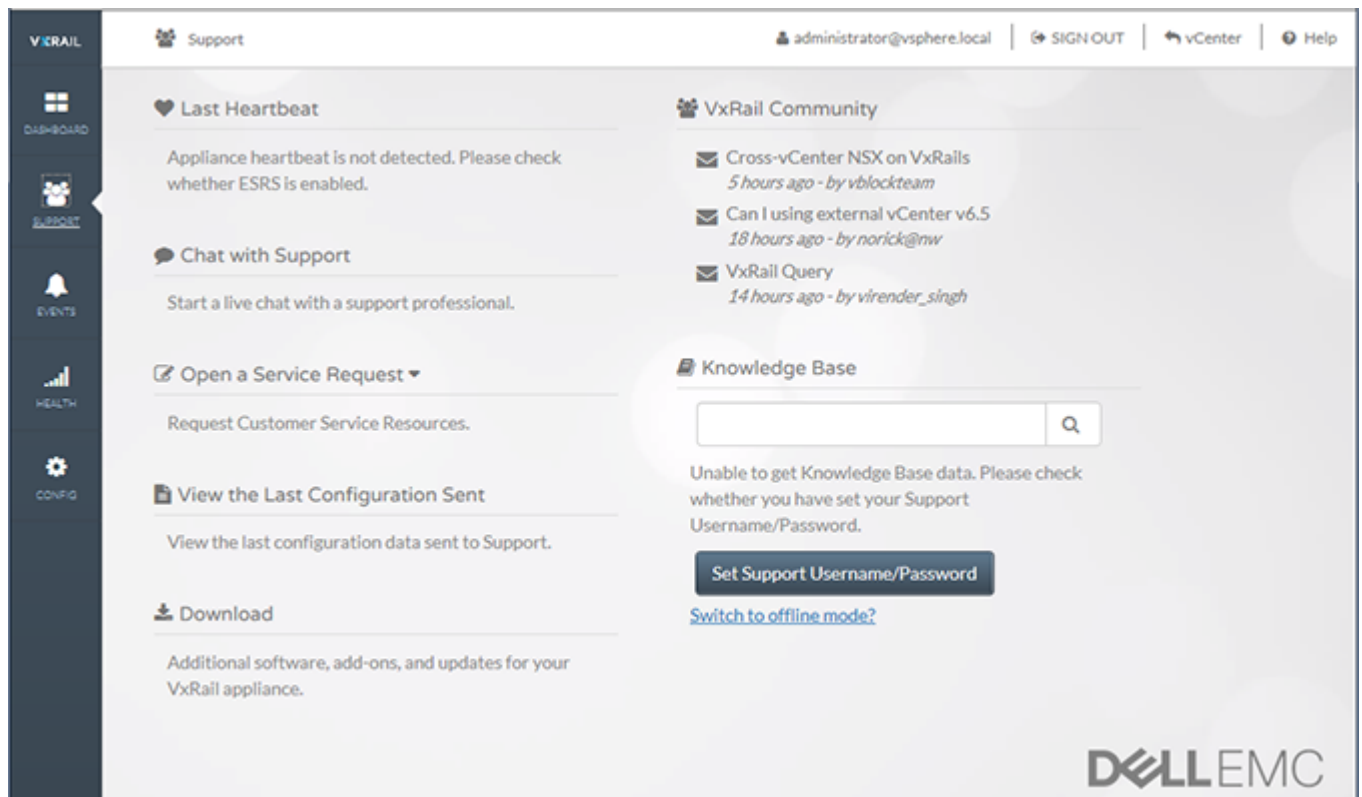 VXRAIL
Support
administrator@vsphere.local
SIGN OUT
vCenter
Help
DASHBOARD
SUPPORT
EVENTS
HEALTH
CONFIG
Last Heartbeat
Appliance heartbeat is not detected. Please check
whether ESRS is enabled.
Chat with Support
Start a live chat with a support professional.
Open a Service Request
Request Customer Service Resources.
View the Last Configuration Sent
View the last configuration data sent to Support.
Download
Additional software, add-ons, and updates for your
VxRail appliance.
VxRail Community
Cross-vCenter NSX on VxRails
5 hours ago - by vblockteam
Can I using external vCenter v6.5
18 hours ago - by norick@nw
VxRail Query
14 hours ago - by virender_singh
Knowledge Base
Unable to get Knowledge Base data. Please check
whether you have set your Support
Username/Password.
Set Support Username/Password
Switch to offline mode?
DELLEMC